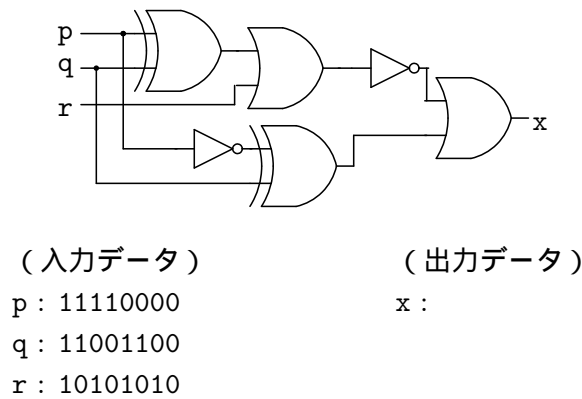 p
q
r
x
(入力データ) (出力データ)
p : 11110000 x :
q : 11001100
r : 10101010